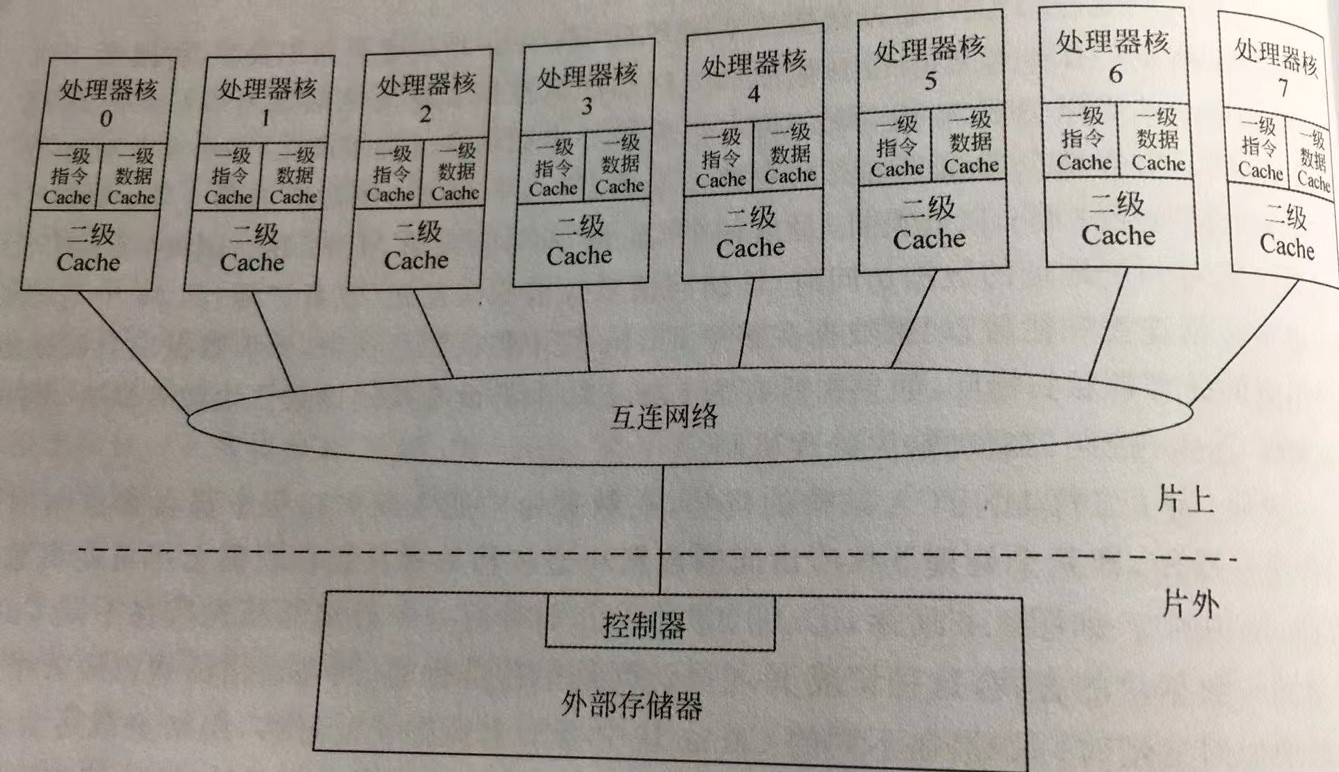 处理器核
0
一级
指令
Cache
一级
数据
Cache
二级
Cache
处理器核
1
一级
指令
Cache
一级
数据
Cache
二级
Cache
处理器核
2
一级
指令
Cache
一级
数据
Cache
二级
Cache
处理器核
3
一级
指令
Cache
一级
数据
Cache
二级
Cache
处理器核
4
一级
指令
Cache
一级
数据
Cache
二级
Cache
处理器核
5
一级
指令
Cache
一级
数据
Cache
二级
Cache
处理器核
6
一级
指令
Cache
一级
数据
Cache
二级
Cache
处理器核
7
一级
指令
Cache
一级
数据
Cache
二级
Cache
互连网络
片上
片外
控制器
外部存储器